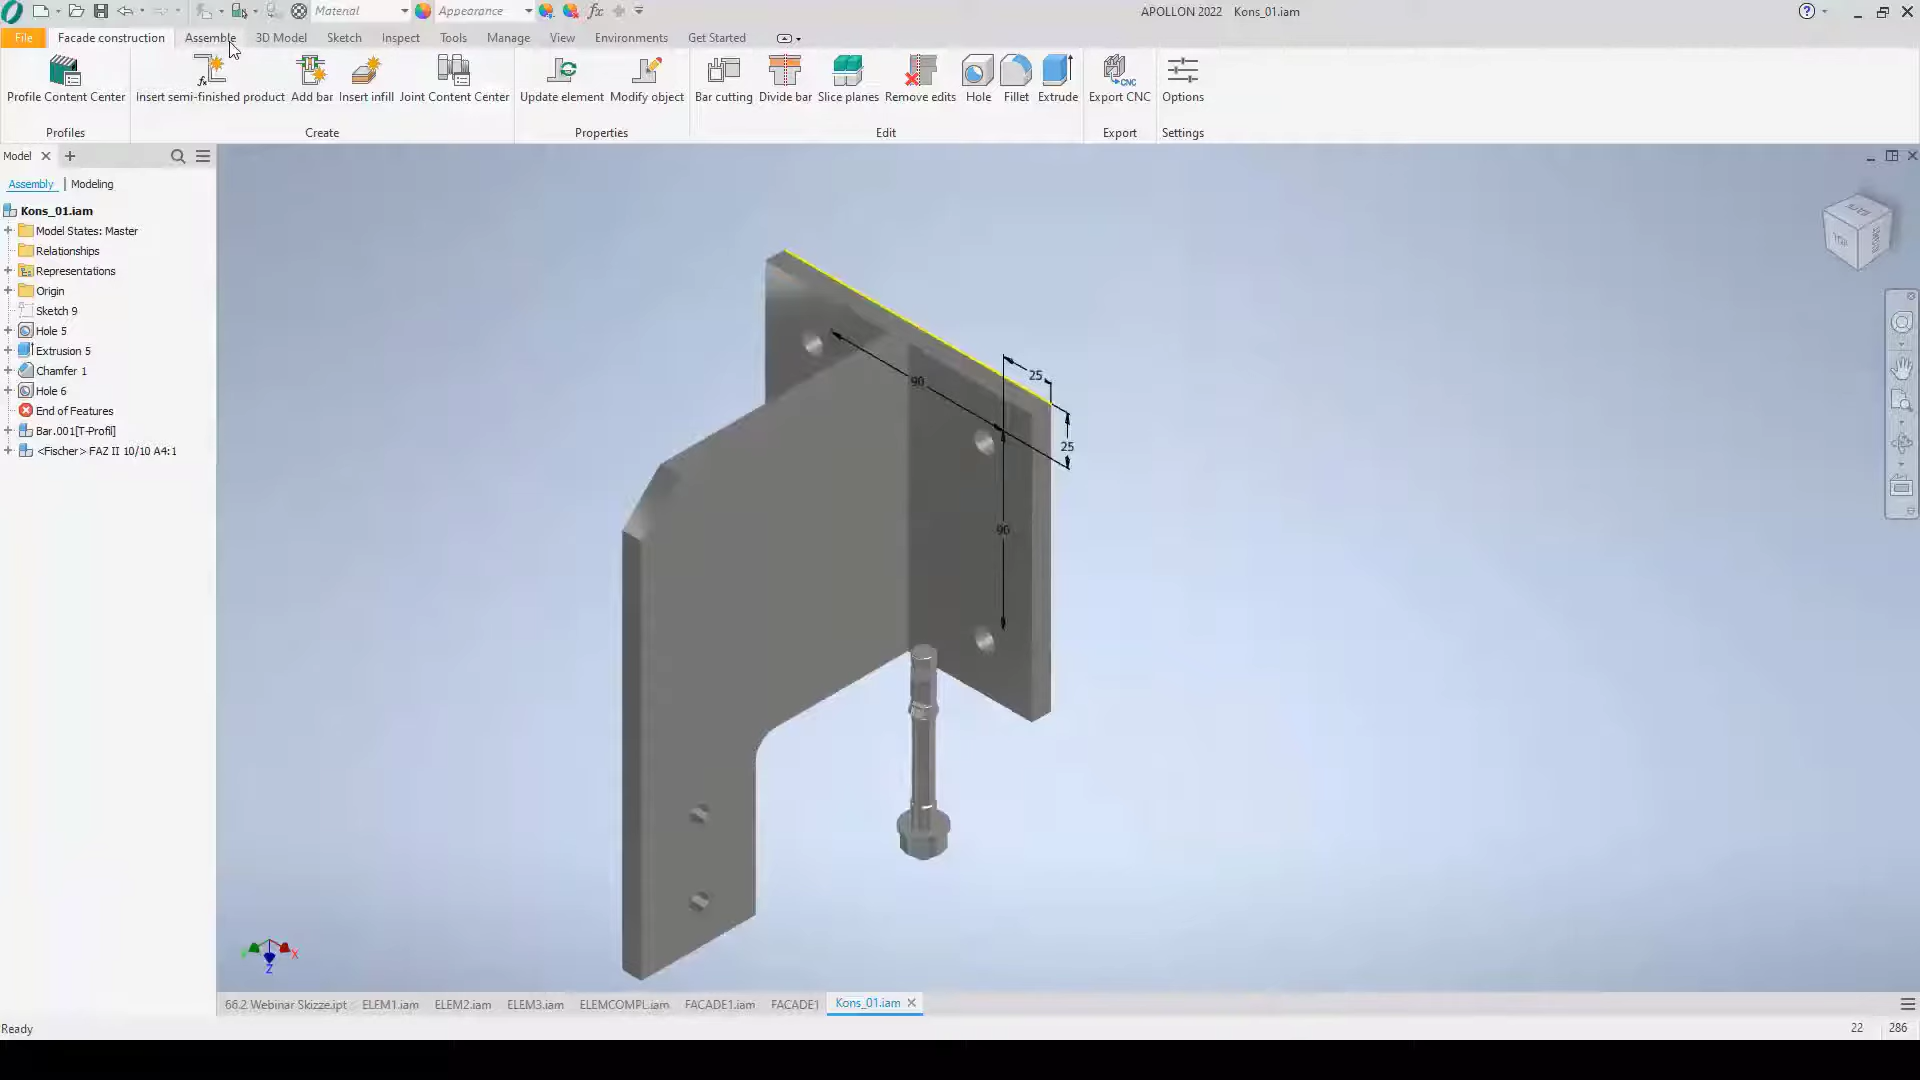 Material
Appearance
fx
APOLLON 2022 Kons_01.iam
File Facade construction Assemble 3D Model Sketch Inspect Tools Manage View Environments Get Started
Profile Content Center Insert semi-finished product Add bar Insert infill Joint Content Center Update element Modify object Bar cutting Divide bar Slice planes Remove edits Hole Fillet Extrude Export CNC Options
Profiles Create Properties Edit Export Settings
Model
Assembly | Modeling
Kons_01.iam
Model States: Master
Relationships
Representations
Origin
Sketch 9
Hole 5
Extrusion 5
Chamfer 1
Hole 6
End of Features
Bar.001[T-Profil]
<Fischer> FAZ II 10/10 A4:1
25
90
25
90
X
Z
66.2 Webinar Skizze.ipt ELEM1.iam ELEM2.iam ELEM3.iam ELEMCOMPL.iam FACADE1.iam FACADE1 Kons_01.iam
Ready
22 286